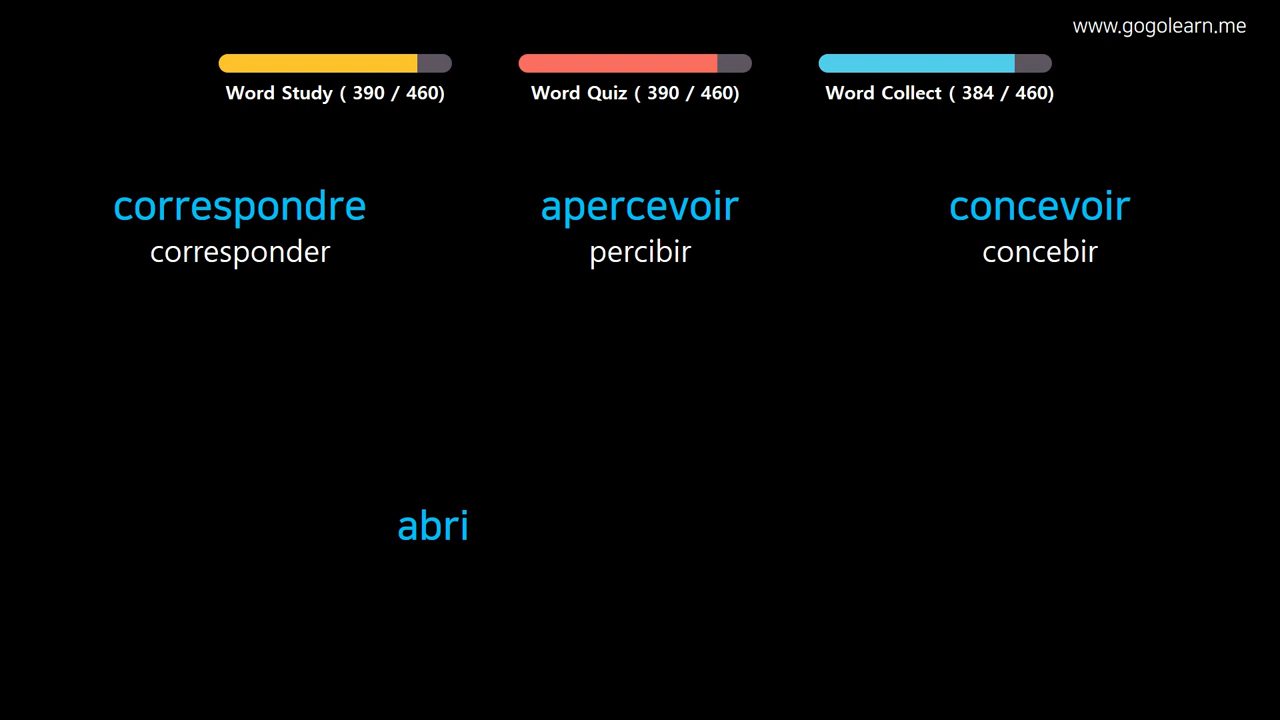 www.gogolearn.me
Word Study ( 390 / 460)
Word Quiz ( 390 / 460)
Word Collect ( 384 / 460)
correspondre
corresponder
apercevoir
percibir
concevoir
concebir
abri